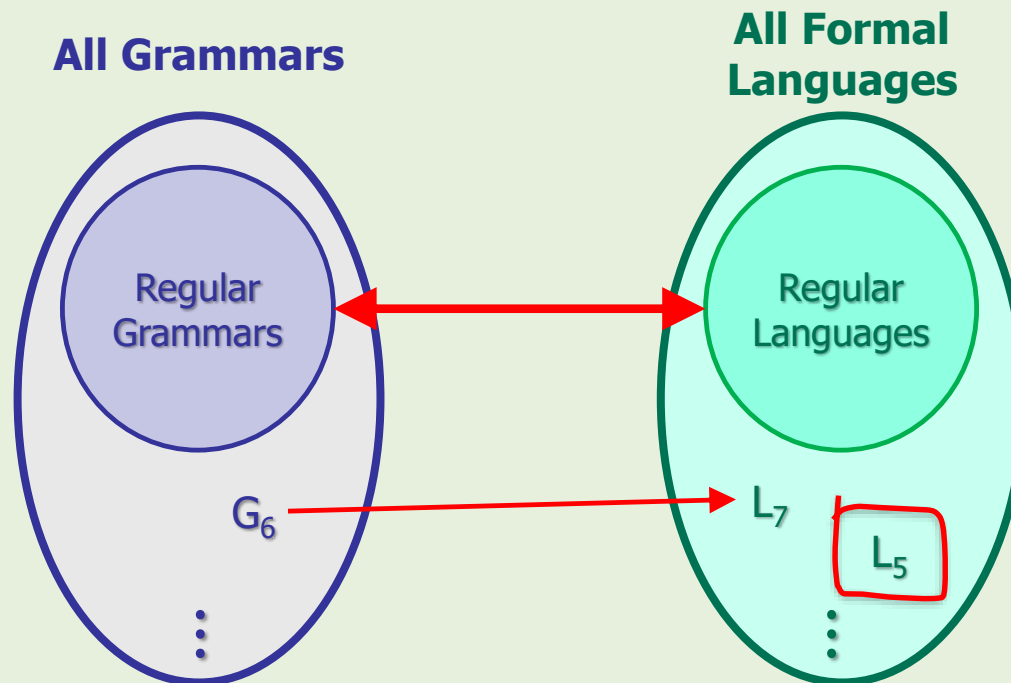 All Grammars
All Formal
Languages
Regular
Grammars
Regular
Languages
G₆
L₇
L₅